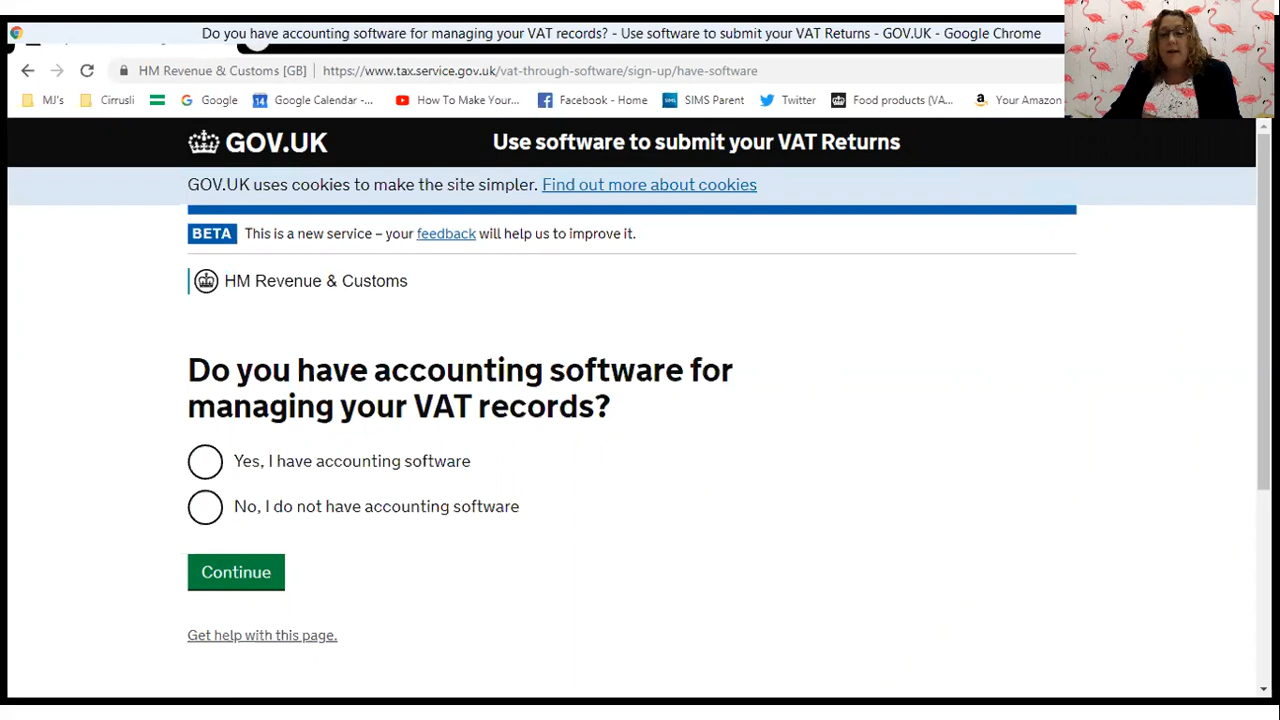 Do you have accounting software for managing your VAT records? - Use software to submit your VAT Returns - GOV.UK - Google Chrome
HM Revenue & Customs [GB] | https://www.tax.service.gov.uk/vat-through-software/sign-up/have-software
MJ's Cirrusli Google Google Calendar -... How To Make Your... Facebook - Home SIMS Parent Twitter Food products (VA... Your Amazon
GOV.UK Use software to submit your VAT Returns
GOV.UK uses cookies to make the site simpler. Find out more about cookies
BETA This is a new service – your feedback will help us to improve it.
HM Revenue & Customs
Do you have accounting software for
managing your VAT records?
Yes, I have accounting software
No, I do not have accounting software
Continue
Get help with this page.